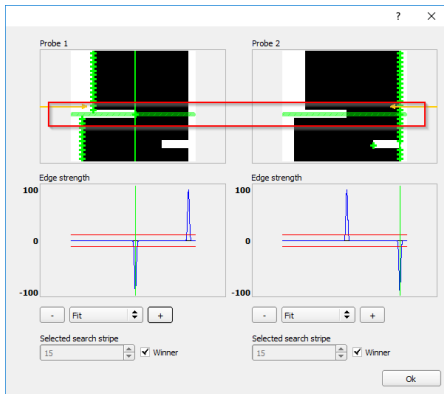 ? ×
Probe 1 Probe 2
Edge strength Edge strength
100 100
0 0
-100 -100
- Fit + - Fit +
Selected search stripe Selected search stripe
15 Winner 15 Winner
Ok